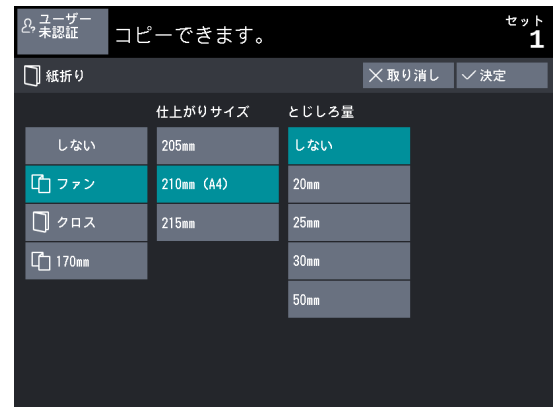 ユーザー
未認証
コピーできます。
セット
1
紙折り
取り消し
決定
仕上がりサイズ
とじしろ量
しない
205mm
しない
ファン
210mm (A4)
20mm
クロス
215mm
25mm
170mm
30mm
50mm